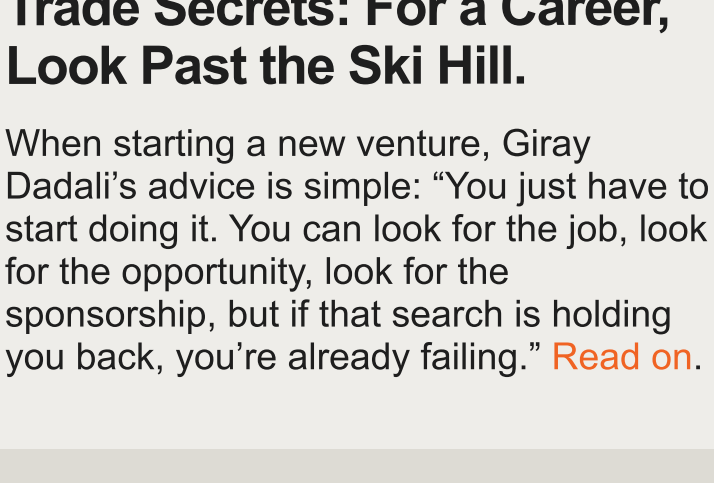 Trade Secrets: For a Career,
Look Past the Ski Hill.
When starting a new venture, Giray
Dadali’s advice is simple: “You just have to
start doing it. You can look for the job, look
for the opportunity, look for the
sponsorship, but if that search is holding
you back, you’re already failing.” Read on.